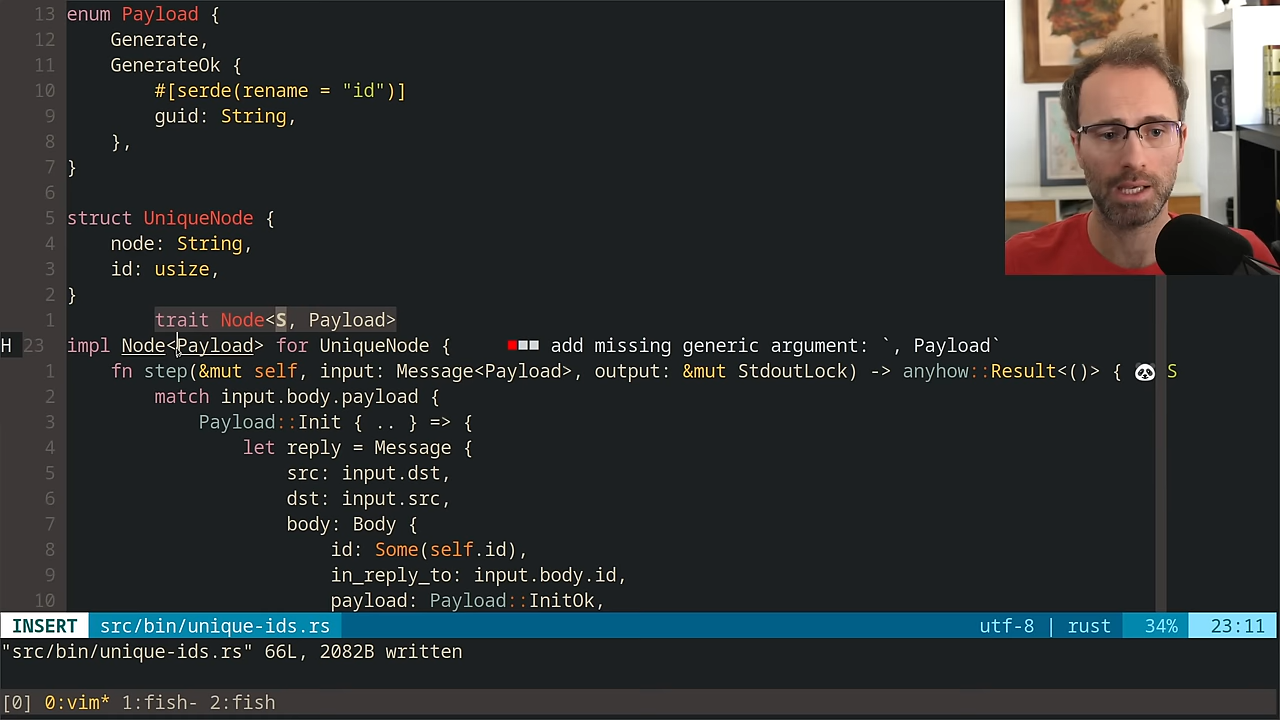 13 enum Payload {
12     Generate,
11     GenerateOk {
10         #[serde(rename = "id")]
9         guid: String,
8     },
7 }
6
5 struct UniqueNode {
4     node: String,
3     id: usize,
2 }
1         trait Node<S, Payload>
H 23 impl Node<Payload> for UniqueNode {     add missing generic argument: `, Payload`
1     fn step(&mut self, input: Message<Payload>, output: &mut StdoutLock) -> anyhow::Result<()> { 🐼 S
2         match input.body.payload {
3             Payload::Init { .. } => {
4                 let reply = Message {
5                     src: input.dst,
6                     dst: input.src,
7                     body: Body {
8                         id: Some(self.id),
9                         in_reply_to: input.body.id,
10                         payload: Payload::InitOk,
INSERT src/bin/unique-ids.rs utf-8 | rust 34% 23:11
"src/bin/unique-ids.rs" 66L, 2082B written
[0] 0:vim* 1:fish- 2:fish